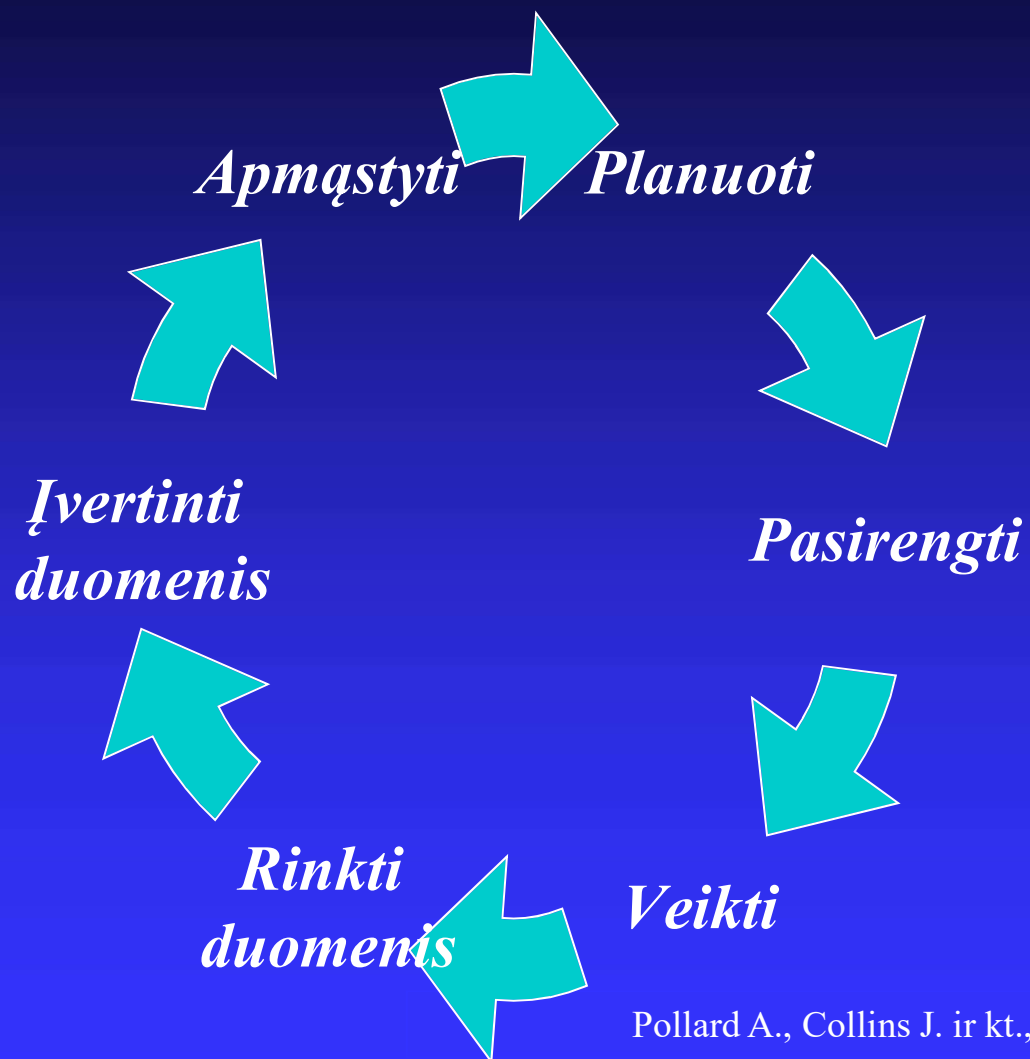 Apmąstyti
Planuoti
Pasirengti
Veikti
Rinkti
duomenis
Įvertinti
duomenis
Pollard A., Collins J. ir kt.,